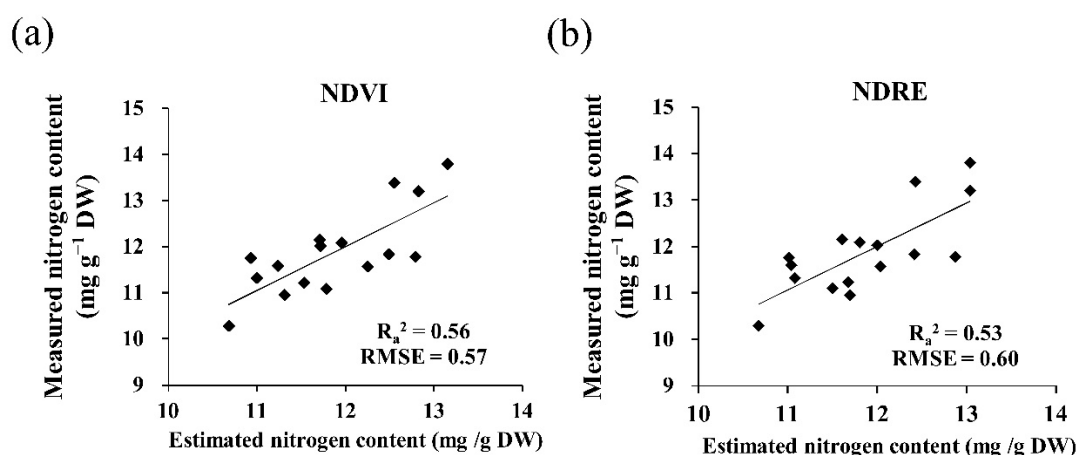 (a)
NDVI
Measured nitrogen content
(mg g⁻¹ DW)
15
14
13
12
11
10
9
R_a² = 0.56
RMSE = 0.57
10 11 12 13 14
Estimated nitrogen content (mg /g DW)
(b)
NDRE
Measured nitrogen content
(mg g⁻¹ DW)
15
14
13
12
11
10
9
R_a² = 0.53
RMSE = 0.60
10 11 12 13 14
Estimated nitrogen content (mg /g DW)